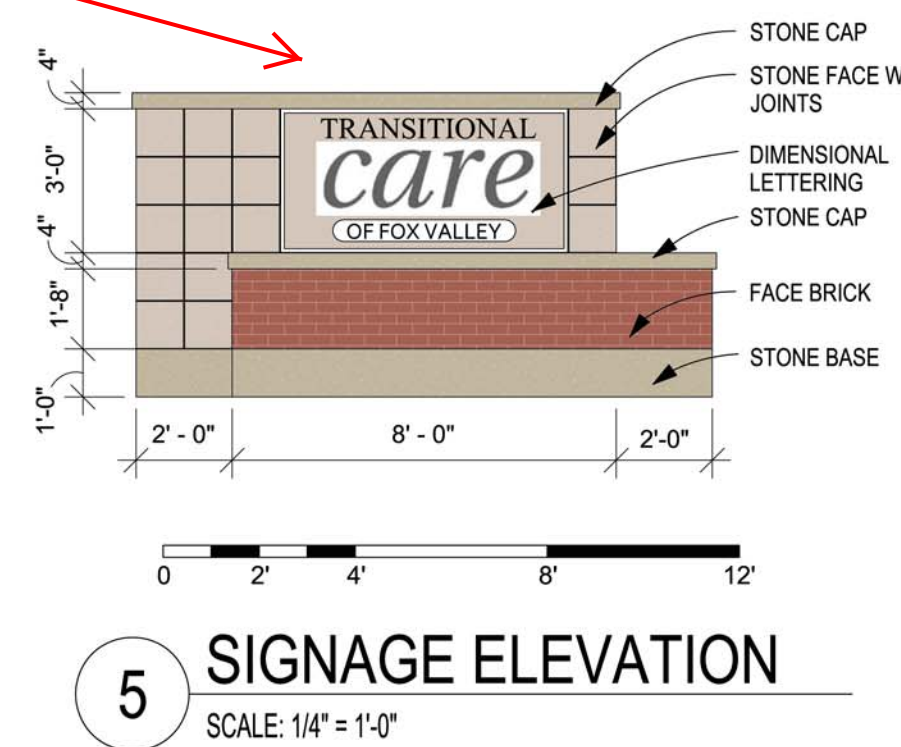 STONE CAP
STONE FACE W
JOINTS
DIMENSIONAL
LETTERING
STONE CAP
FACE BRICK
STONE BASE
4"
3'-0"
4"
1'-8"
1'-0"
TRANSITIONAL
care
OF FOX VALLEY
2' - 0"
8' - 0"
2'-0"
0
2'
4'
8'
12'
5
SIGNAGE ELEVATION
SCALE: 1/4" = 1'-0"